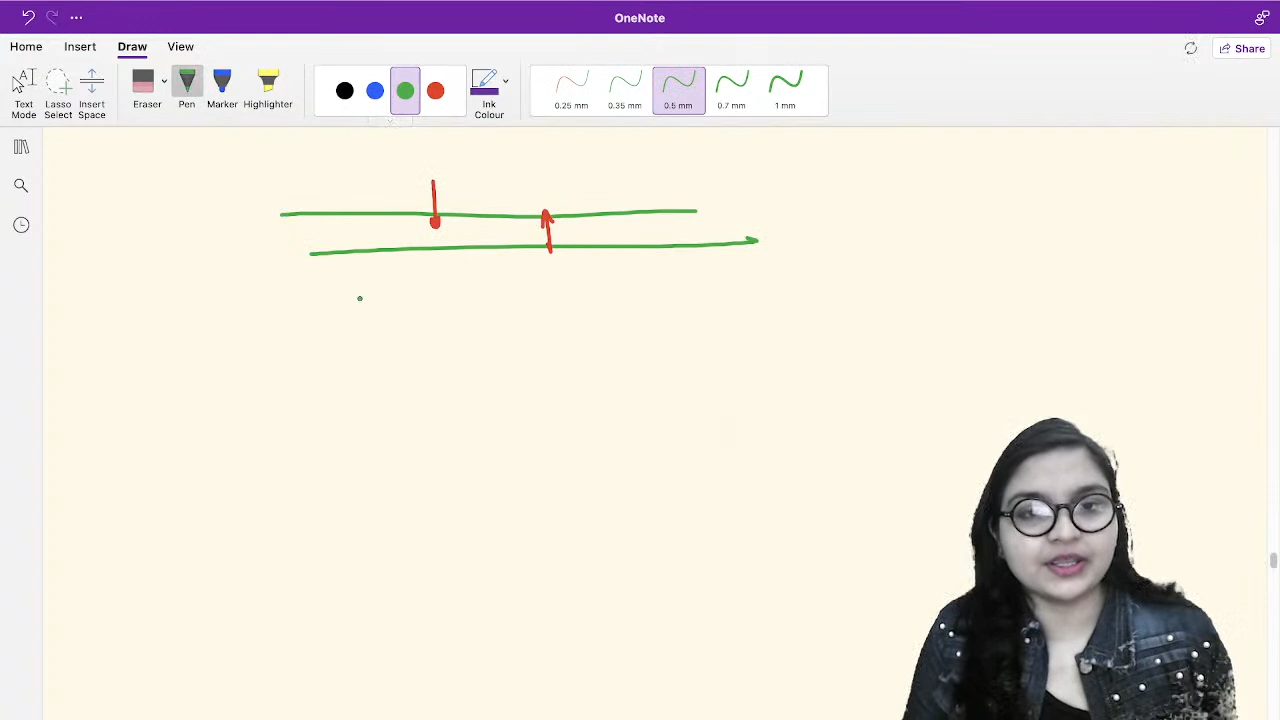 OneNote
Home Insert Draw View
Share
Text Mode
Lasso Select
Insert Space
Eraser
Pen
Marker
Highlighter
Ink Colour
0.25 mm
0.35 mm
0.5 mm
0.7 mm
1 mm